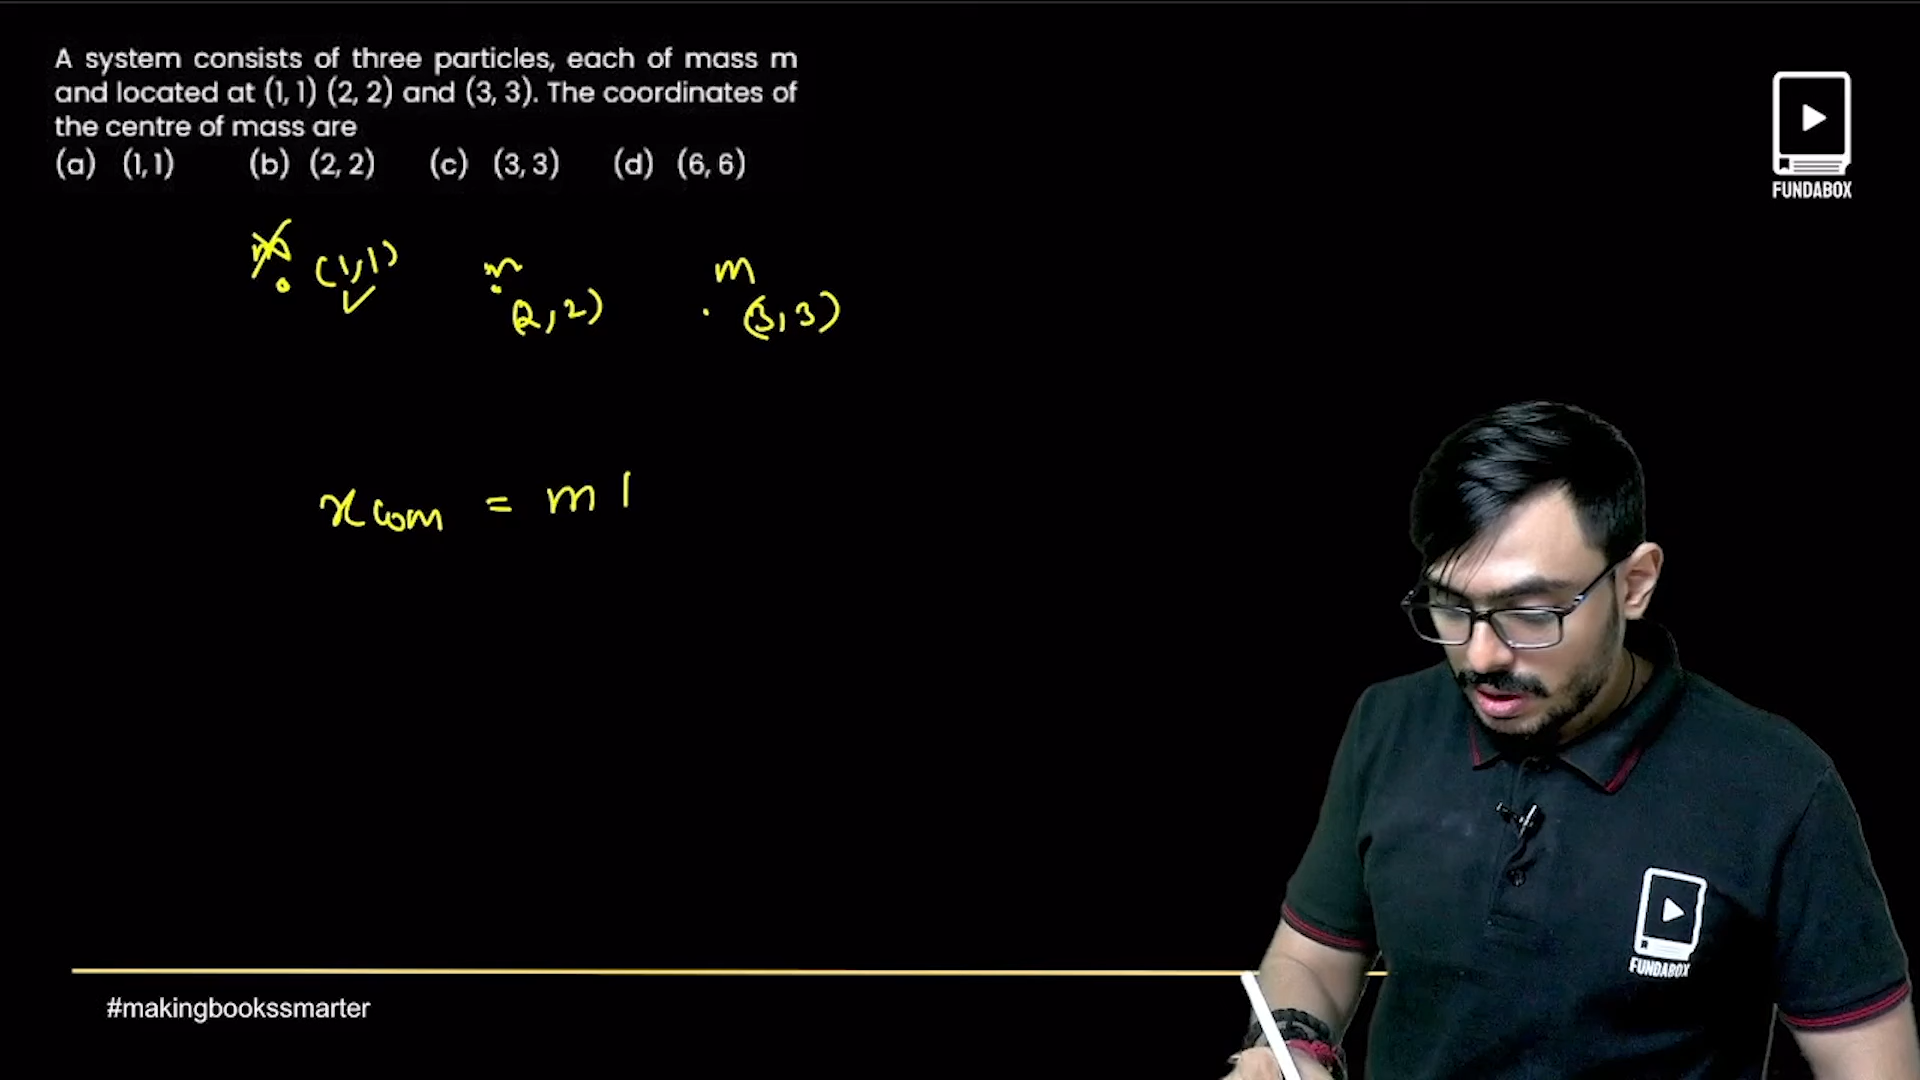 A system consists of three particles, each of mass m
and located at (1, 1) (2, 2) and (3, 3). The coordinates of
the centre of mass are
(a) (1, 1) (b) (2, 2) (c) (3, 3) (d) (6, 6)
FUNDABOX
m (1,1) m (2,2) m (3,3)
x com = m 1
FUNDABOX
#makingbookssmarter